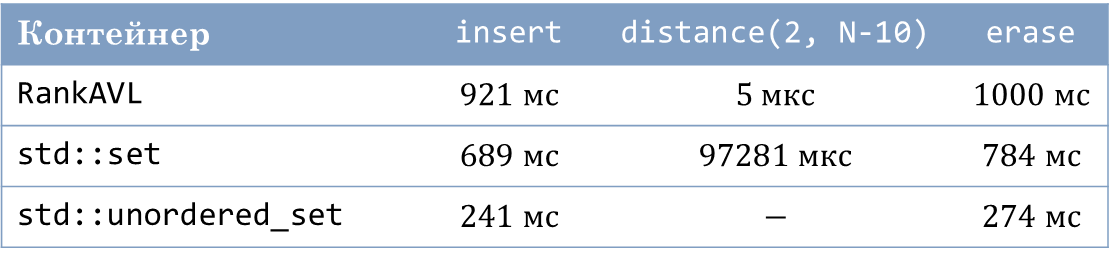 Контейнер insert distance(2, N-10) erase
RankAVL 921 мс 5 мкс 1000 мс
std::set 689 мс 97281 мкс 784 мс
std::unordered_set 241 мс – 274 мс